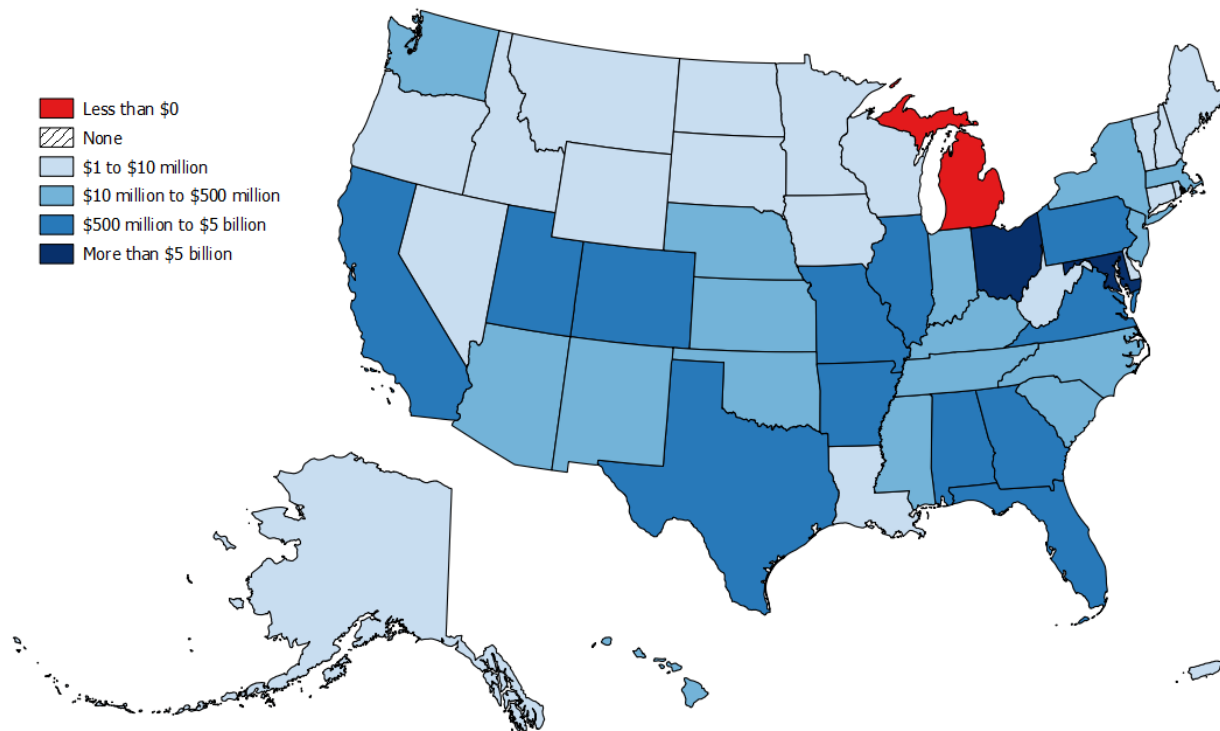 Less than $0
None
$1 to $10 million
$10 million to $500 million
$500 million to $5 billion
More than $5 billion